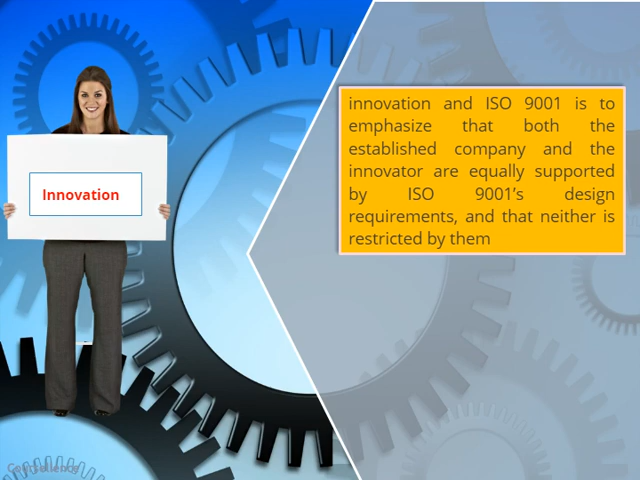 Innovation
innovation and ISO 9001 is to
emphasize that both the
established company and the
innovator are equally supported
by ISO 9001’s design
requirements, and that neither is
restricted by them